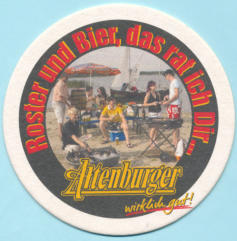 Roster und Bier, das rat ich Dir...
Altenburger
wirklich gut!